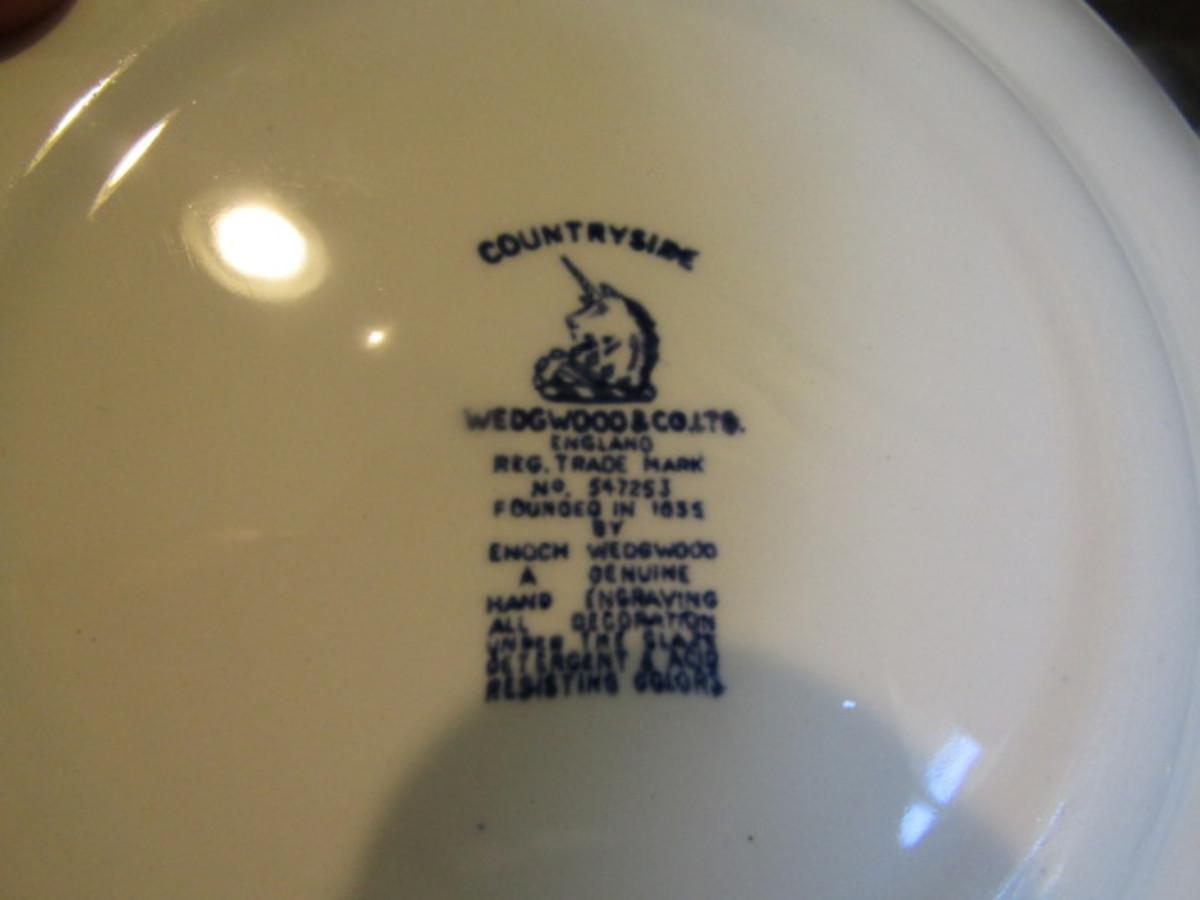 COUNTRYSIDE
WEDGWOOD & CO. LTD.
ENGLAND
REG. TRADE MARK
No. 547253
FOUNDED IN 1835
BY
ENOCH WEDGWOOD
A GENUINE
HAND ENGRAVING
ALL DECORATION
UNDER THE GLAZE
DETERGENT & ACID
RESISTING COLORS